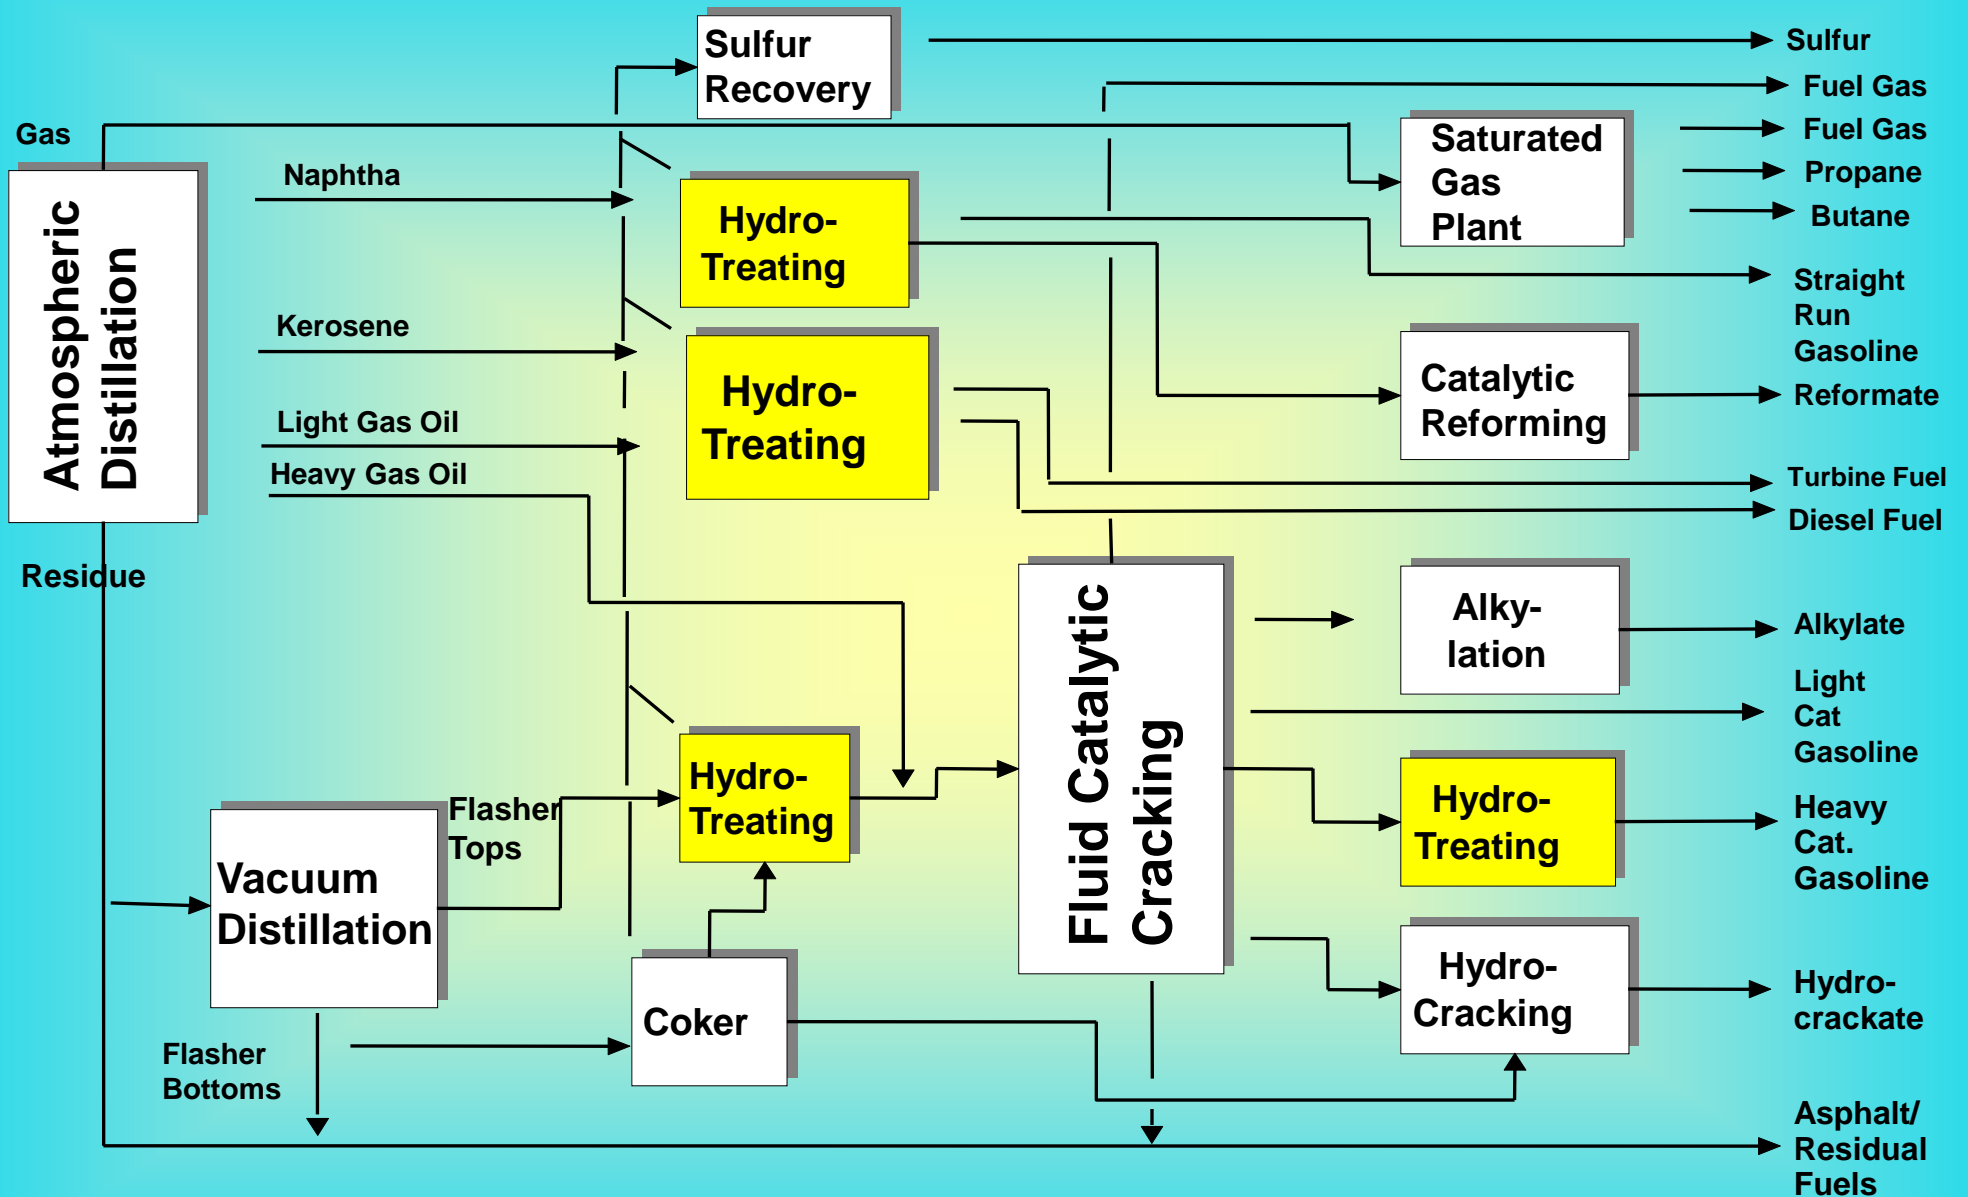 Sulfur
Recovery
Sulfur
Fuel Gas
Gas
Saturated
Gas
Plant
Fuel Gas
Propane
Butane
Atmospheric
Distillation
Naphtha
Hydro-
Treating
Straight
Run
Gasoline
Kerosene
Hydro-
Treating
Catalytic
Reforming
Reformate
Light Gas Oil
Heavy Gas Oil
Turbine Fuel
Diesel Fuel
Residue
Fluid Catalytic
Cracking
Alky-
lation
Alkylate
Light
Cat
Gasoline
Flasher
Tops
Hydro-
Treating
Hydro-
Treating
Heavy
Cat.
Gasoline
Vacuum
Distillation
Hydro-
Cracking
Hydro-
crackate
Coker
Flasher
Bottoms
Asphalt/
Residual
Fuels